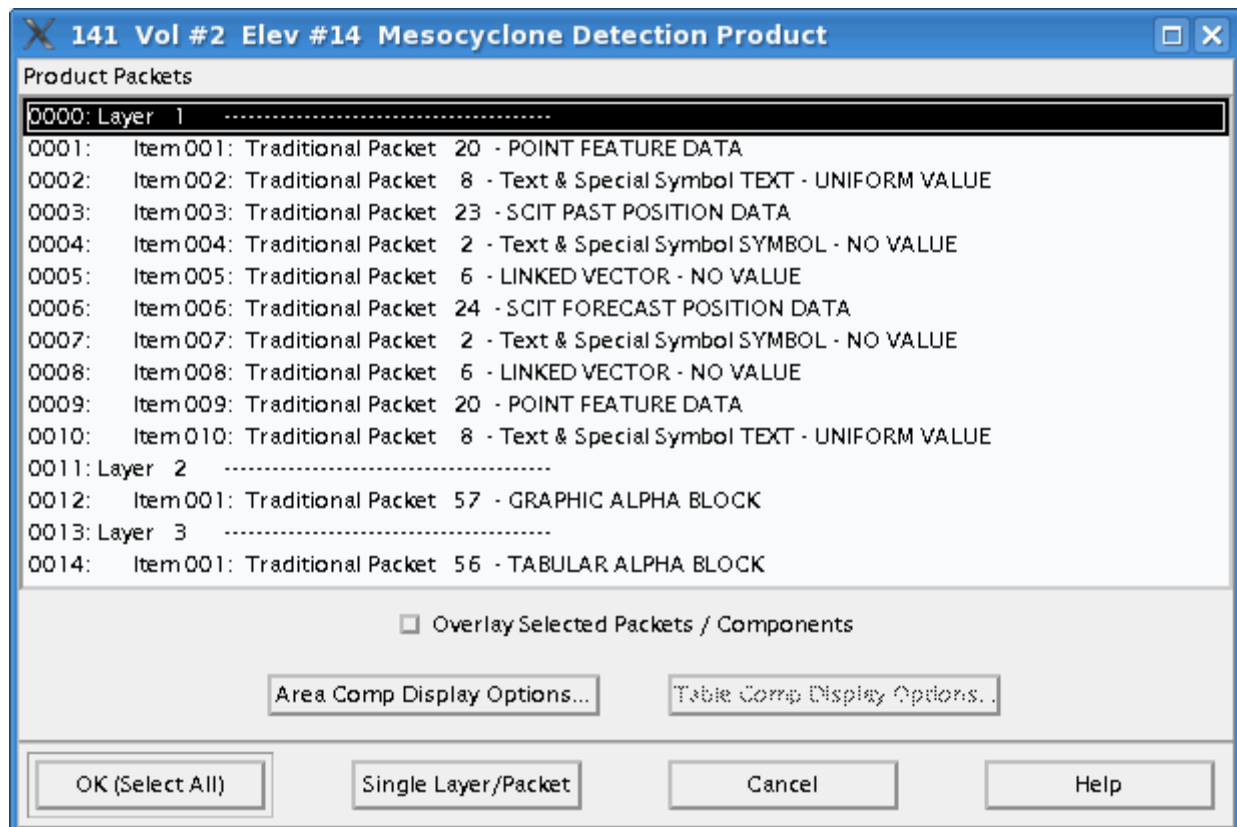 141 Vol #2 Elev #14 Mesocyclone Detection Product
Product Packets
0000: Layer 1 ----------------------------------------
0001: Item 001: Traditional Packet 20 - POINT FEATURE DATA
0002: Item 002: Traditional Packet 8 - Text & Special Symbol TEXT - UNIFORM VALUE
0003: Item 003: Traditional Packet 23 - SCIT PAST POSITION DATA
0004: Item 004: Traditional Packet 2 - Text & Special Symbol SYMBOL - NO VALUE
0005: Item 005: Traditional Packet 6 - LINKED VECTOR - NO VALUE
0006: Item 006: Traditional Packet 24 - SCIT FORECAST POSITION DATA
0007: Item 007: Traditional Packet 2 - Text & Special Symbol SYMBOL - NO VALUE
0008: Item 008: Traditional Packet 6 - LINKED VECTOR - NO VALUE
0009: Item 009: Traditional Packet 20 - POINT FEATURE DATA
0010: Item 010: Traditional Packet 8 - Text & Special Symbol TEXT - UNIFORM VALUE
0011: Layer 2 ----------------------------------------
0012: Item 001: Traditional Packet 57 - GRAPHIC ALPHA BLOCK
0013: Layer 3 ----------------------------------------
0014: Item 001: Traditional Packet 56 - TABULAR ALPHA BLOCK
Overlay Selected Packets / Components
Area Comp Display Options... Table Comp Display Options. .
OK (Select All) Single Layer/Packet Cancel Help